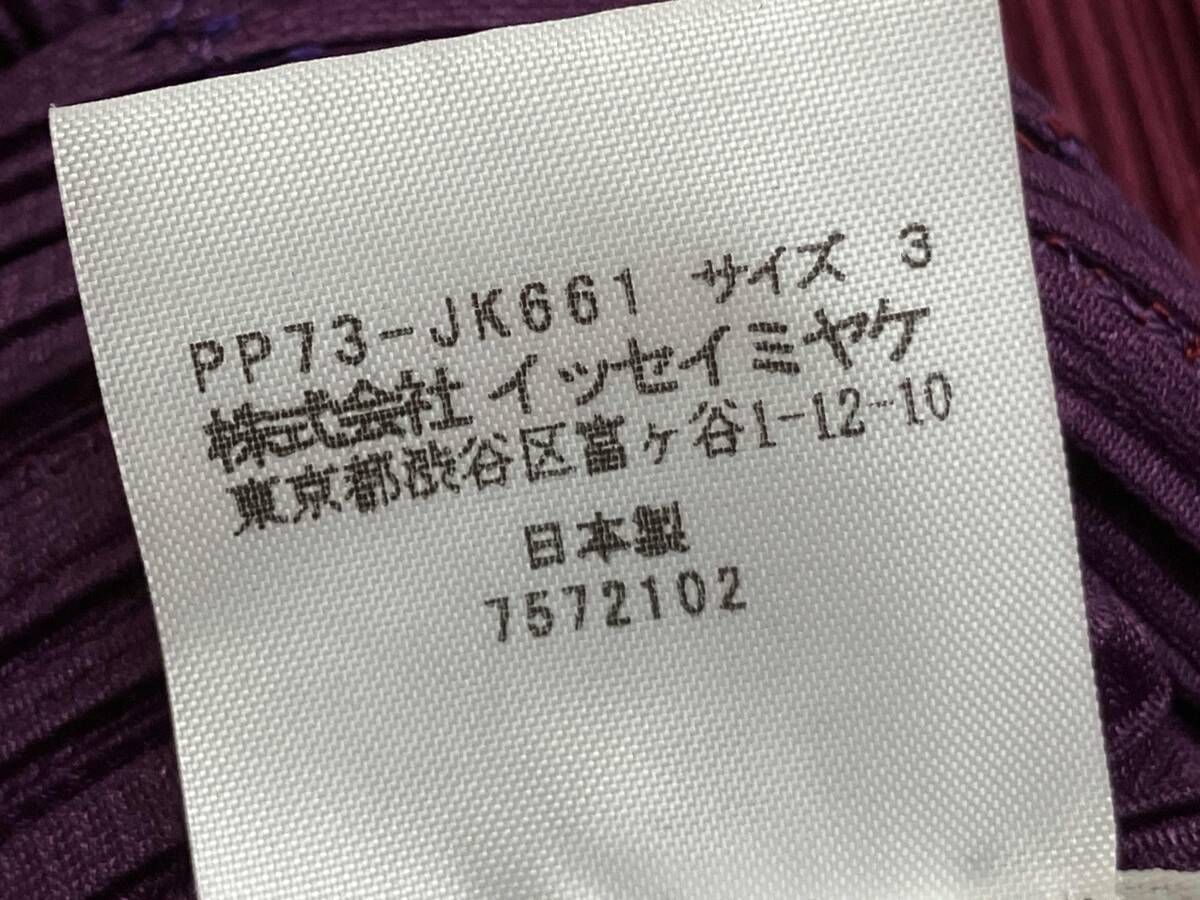 PP73-JK661 サイズ 3
株式会社 イッセイミヤケ
東京都渋谷区富ヶ谷1-12-10
日本製
7572102